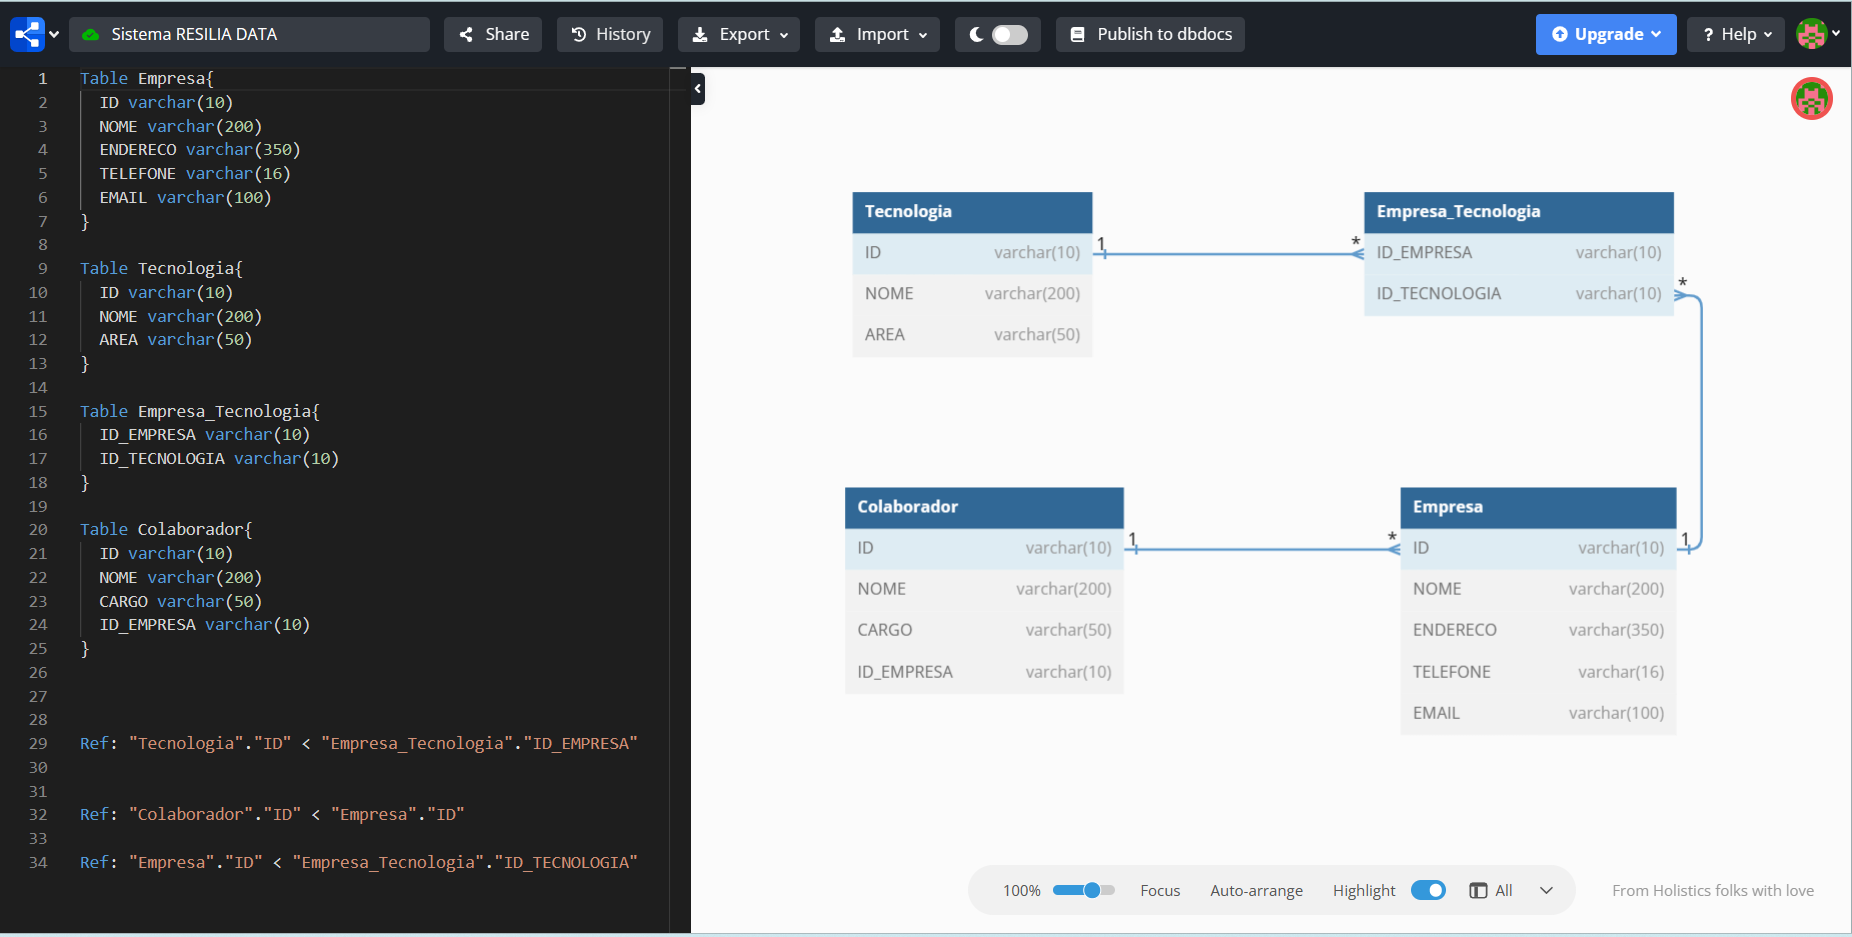 Sistema RESILIA DATA
Share
History
Export
Import
Publish to dbdocs
Upgrade
? Help
1 Table Empresa{
2 ID varchar(10)
3 NOME varchar(200)
4 ENDERECO varchar(350)
5 TELEFONE varchar(16)
6 EMAIL varchar(100)
7 }
8
9 Table Tecnologia{
10 ID varchar(10)
11 NOME varchar(200)
12 AREA varchar(50)
13 }
14
15 Table Empresa_Tecnologia{
16 ID_EMPRESA varchar(10)
17 ID_TECNOLOGIA varchar(10)
18 }
19
20 Table Colaborador{
21 ID varchar(10)
22 NOME varchar(200)
23 CARGO varchar(50)
24 ID_EMPRESA varchar(10)
25 }
26
27
28
29 Ref: "Tecnologia"."ID" < "Empresa_Tecnologia"."ID_EMPRESA"
30
31
32 Ref: "Colaborador"."ID" < "Empresa"."ID"
33
34 Ref: "Empresa"."ID" < "Empresa_Tecnologia"."ID_TECNOLOGIA"
Tecnologia
ID varchar(10)
NOME varchar(200)
AREA varchar(50)
1
*
Empresa_Tecnologia
ID_EMPRESA varchar(10)
ID_TECNOLOGIA varchar(10)
*
Colaborador
ID varchar(10)
NOME varchar(200)
CARGO varchar(50)
ID_EMPRESA varchar(10)
1
*
Empresa
ID varchar(10)
NOME varchar(200)
ENDERECO varchar(350)
TELEFONE varchar(16)
EMAIL varchar(100)
1
100%
Focus
Auto-arrange
Highlight
All
From Holistics folks with love